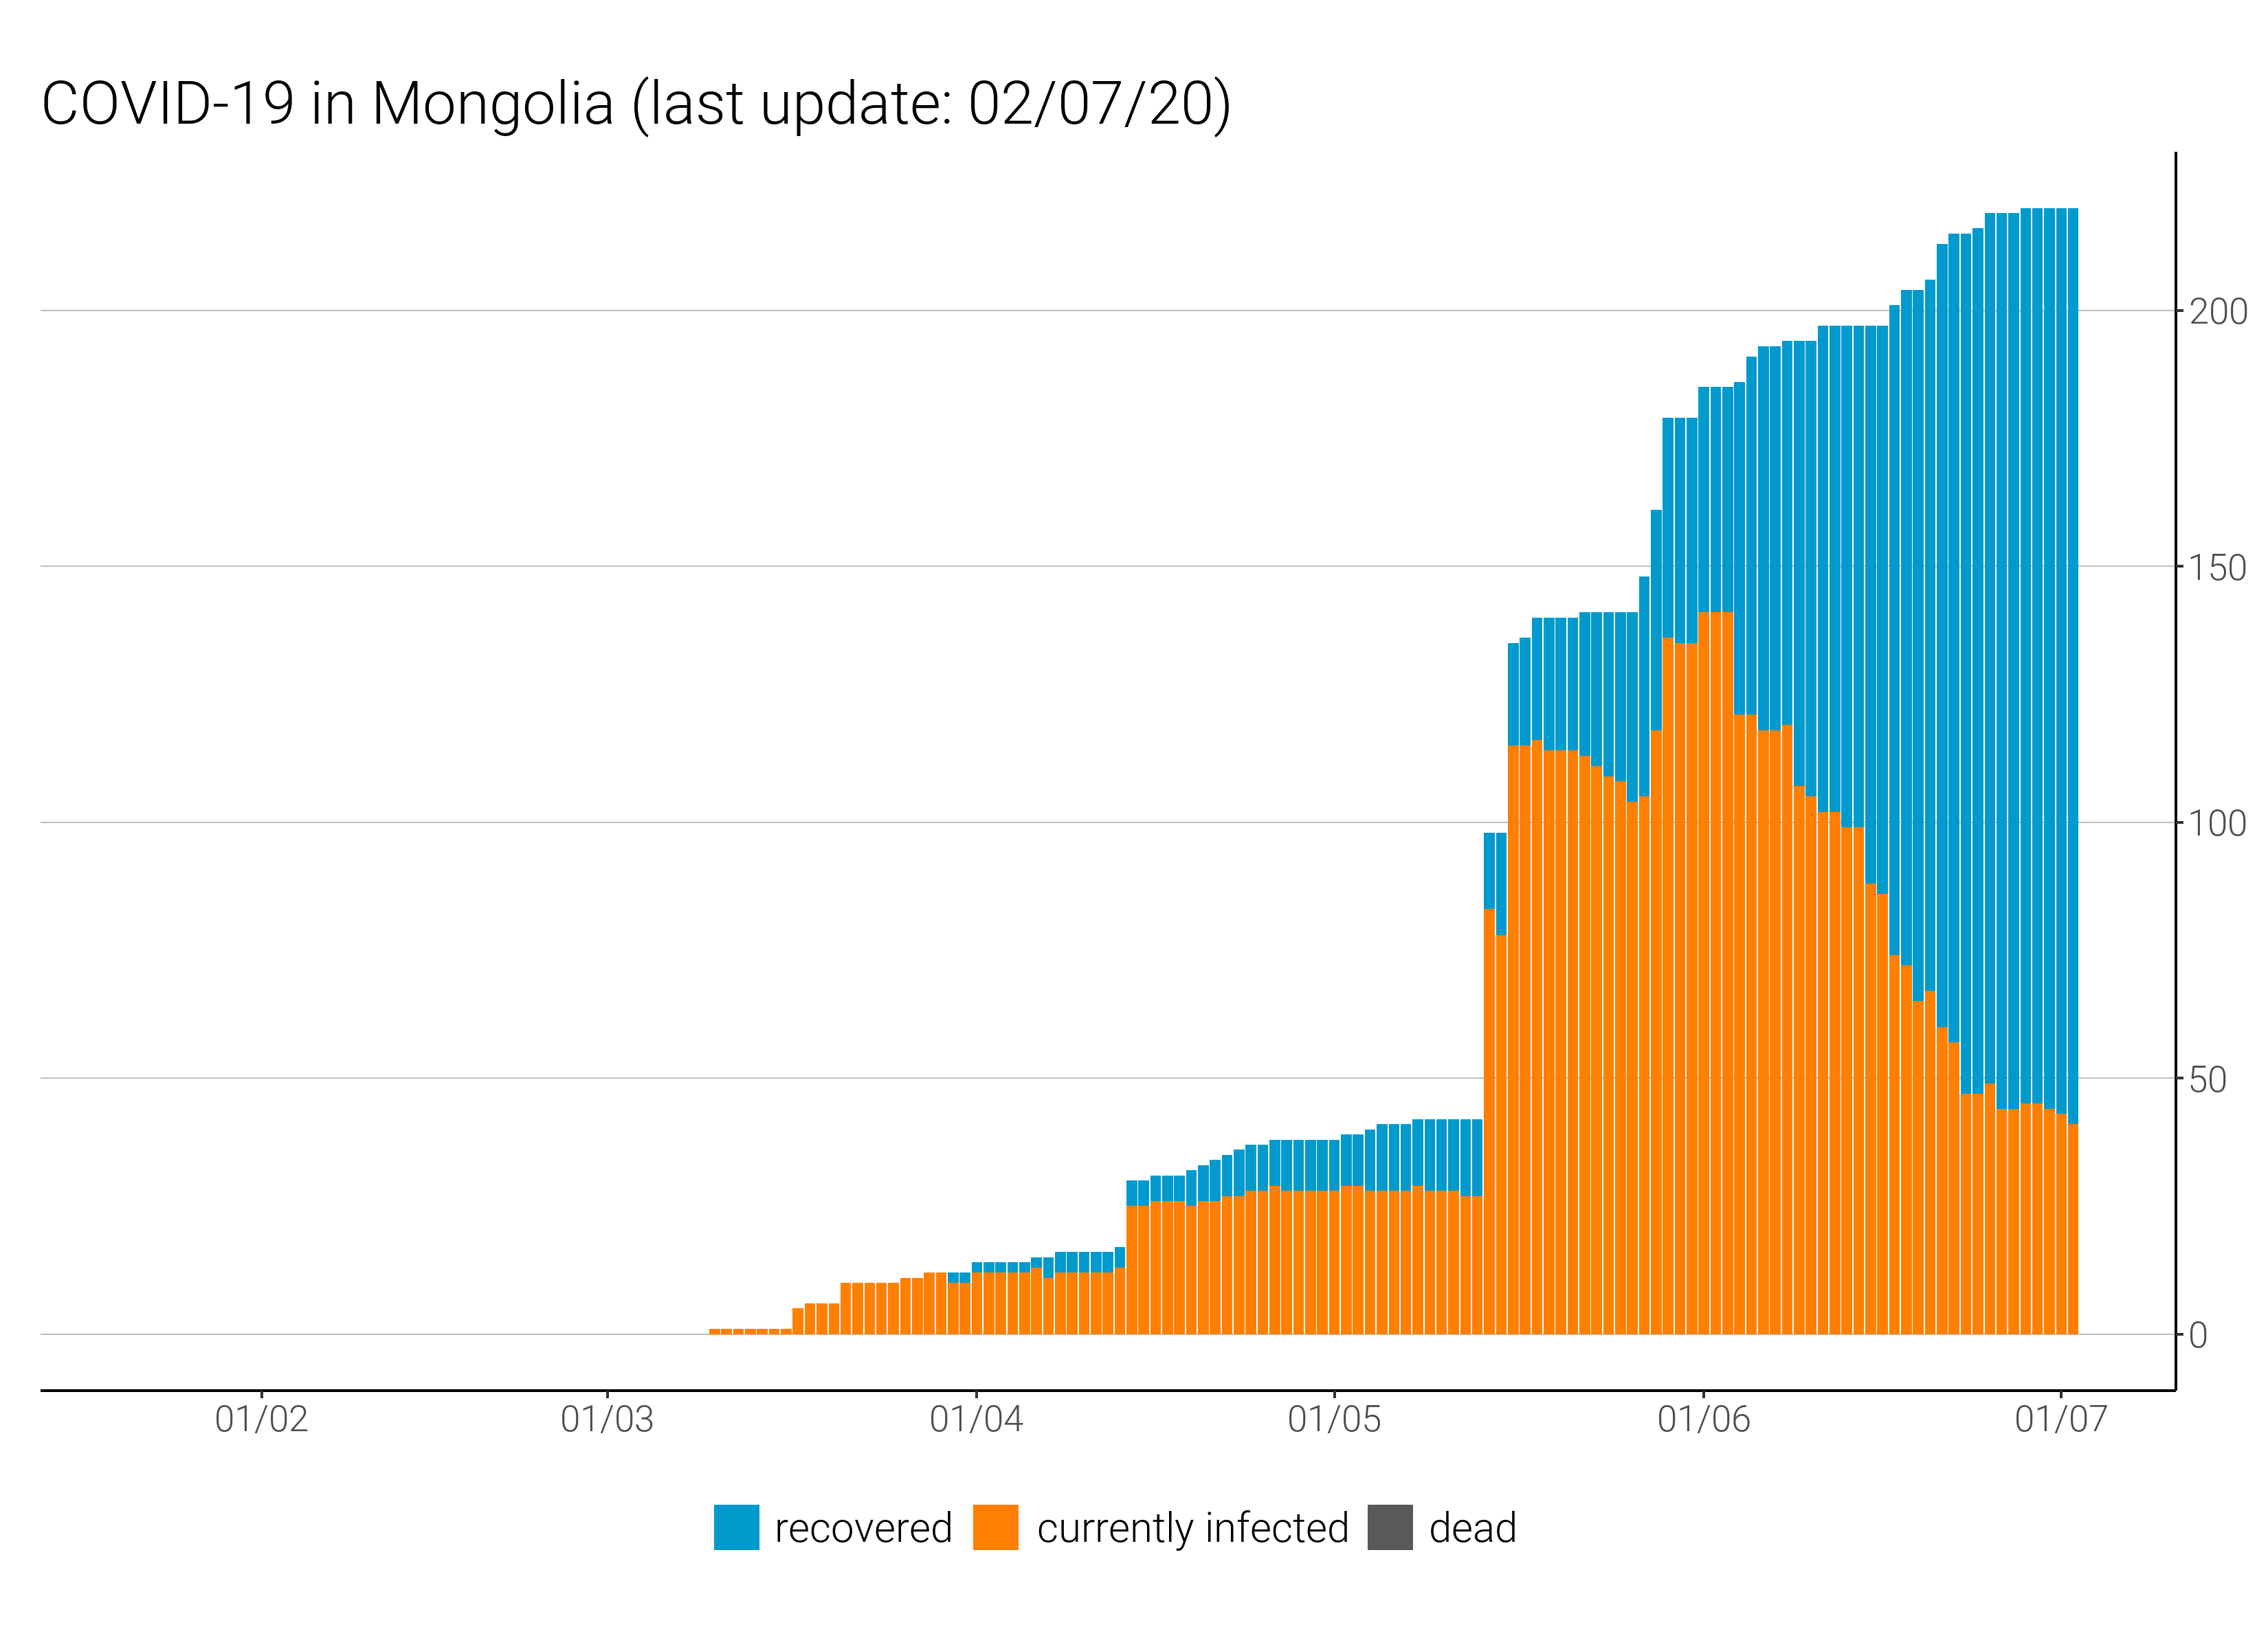 COVID-19 in Mongolia (last update: 02/07/20)
200
150
100
50
0
01/02 01/03 01/04 01/05 01/06 01/07
recovered currently infected dead